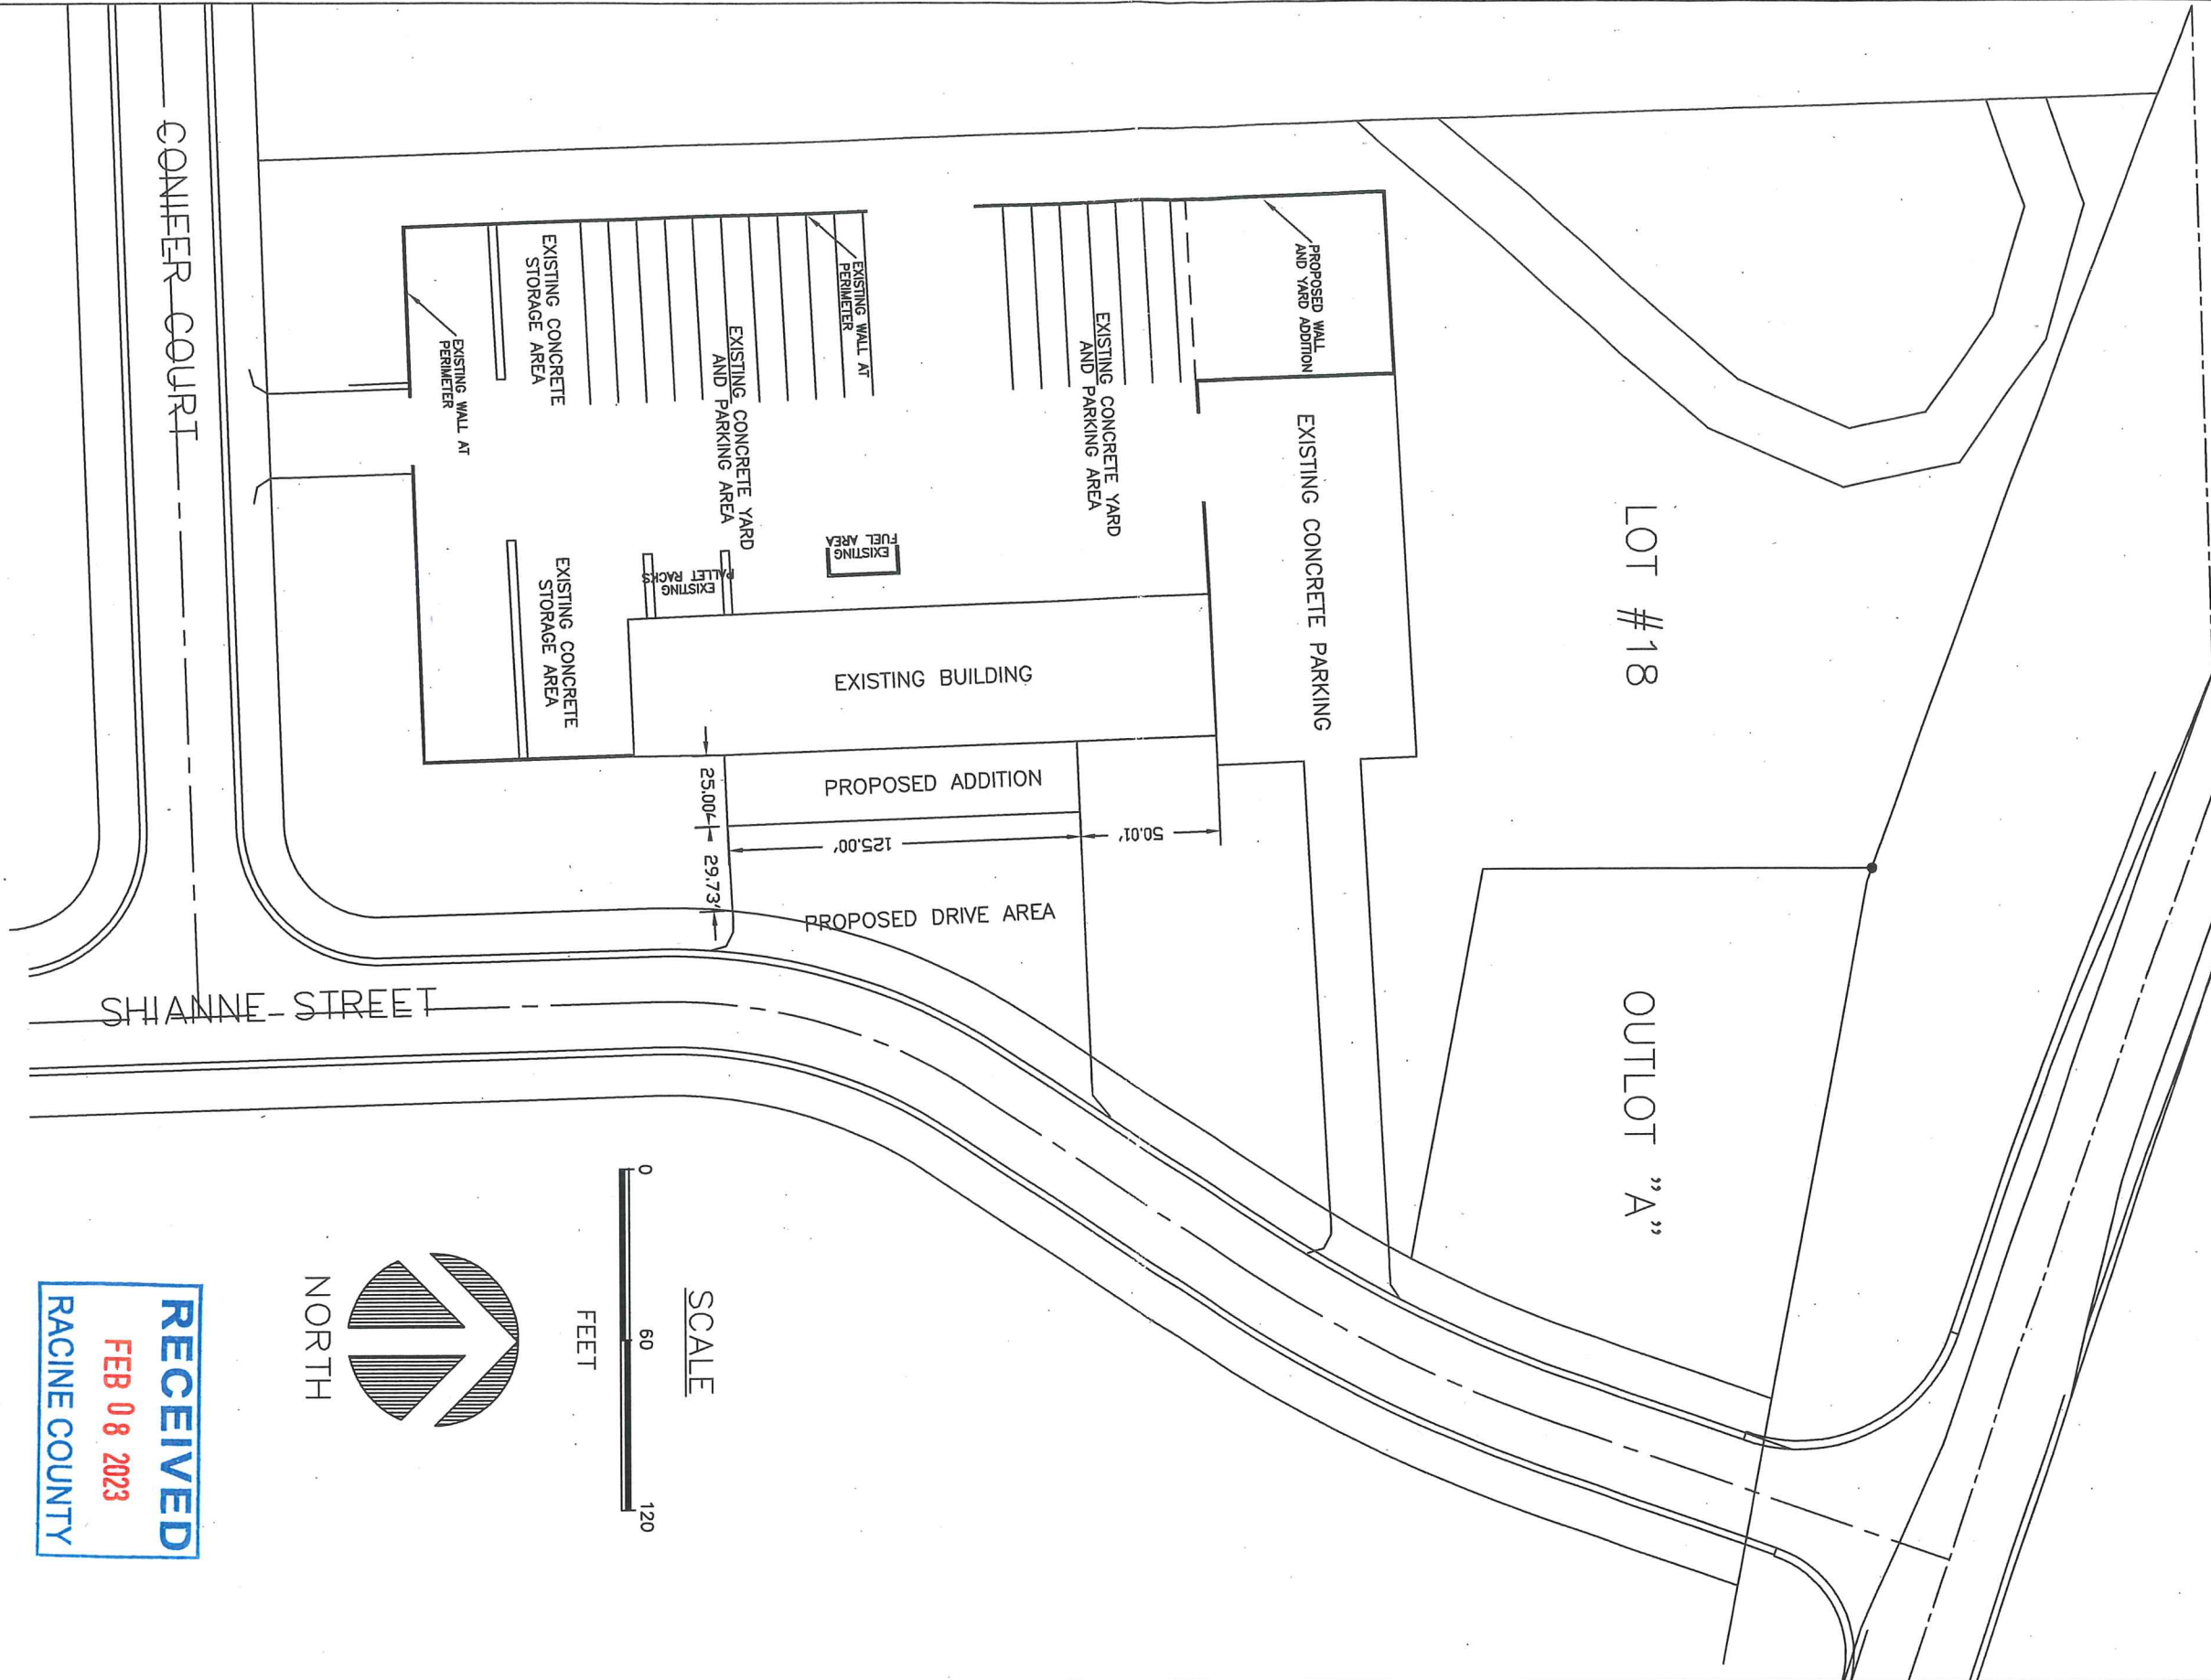 CONIFER COURT
SHIANNE STREET
LOT #18
OUTLOT "A"
PROPOSED WALL
AND YARD ADDITION
EXISTING CONCRETE PARKING
EXISTING CONCRETE YARD
AND PARKING AREA
EXISTING WALL AT
PERIMETER
EXISTING CONCRETE YARD
AND PARKING AREA
EXISTING CONCRETE
STORAGE AREA
EXISTING WALL AT
PERIMETER
EXISTING
FUEL AREA
EXISTING
PALLET RACKS
EXISTING CONCRETE
STORAGE AREA
EXISTING BUILDING
PROPOSED ADDITION
25.00'
29.73'
125.00'
50.01'
PROPOSED DRIVE AREA
SCALE
0 60 120
FEET
NORTH
RECEIVED
FEB 08 2023
RACINE COUNTY